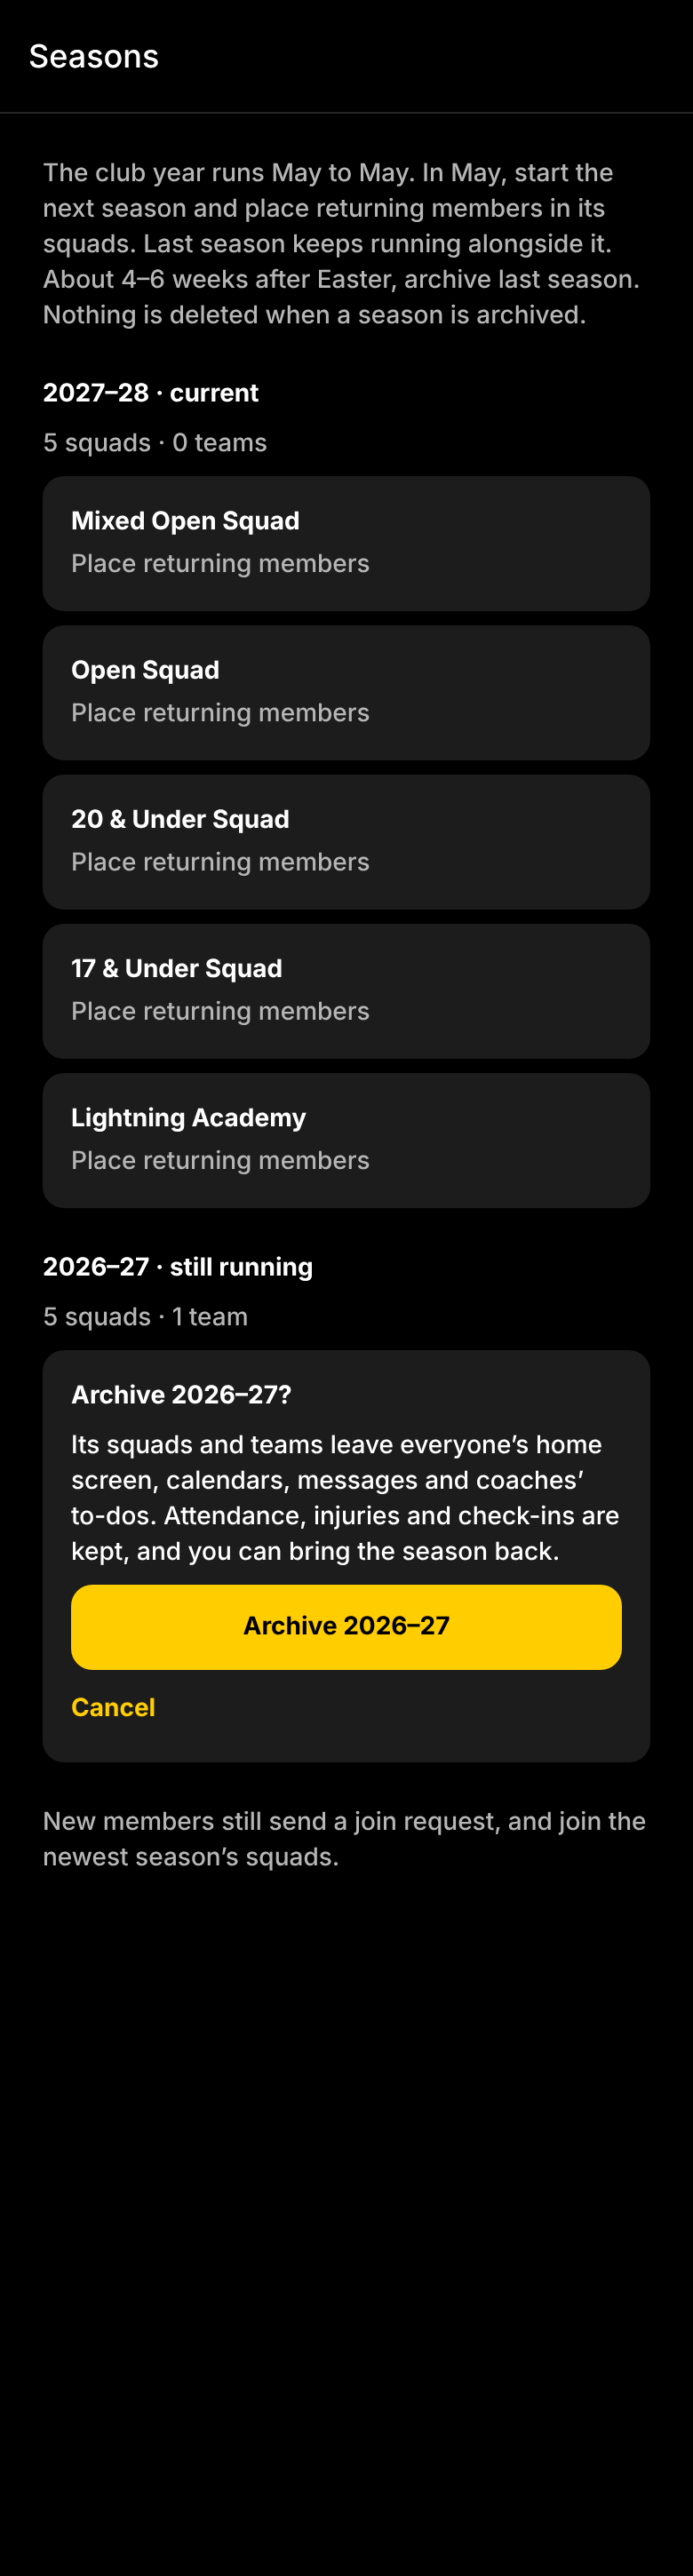 Seasons
The club year runs May to May. In May, start the
next season and place returning members in its
squads. Last season keeps running alongside it.
About 4–6 weeks after Easter, archive last season.
Nothing is deleted when a season is archived.
2027–28 · current
5 squads · 0 teams
Mixed Open Squad
Place returning members
Open Squad
Place returning members
20 & Under Squad
Place returning members
17 & Under Squad
Place returning members
Lightning Academy
Place returning members
2026–27 · still running
5 squads · 1 team
Archive 2026–27?
Its squads and teams leave everyone’s home
screen, calendars, messages and coaches’
to-dos. Attendance, injuries and check-ins are
kept, and you can bring the season back.
Archive 2026–27
Cancel
New members still send a join request, and join the
newest season’s squads.